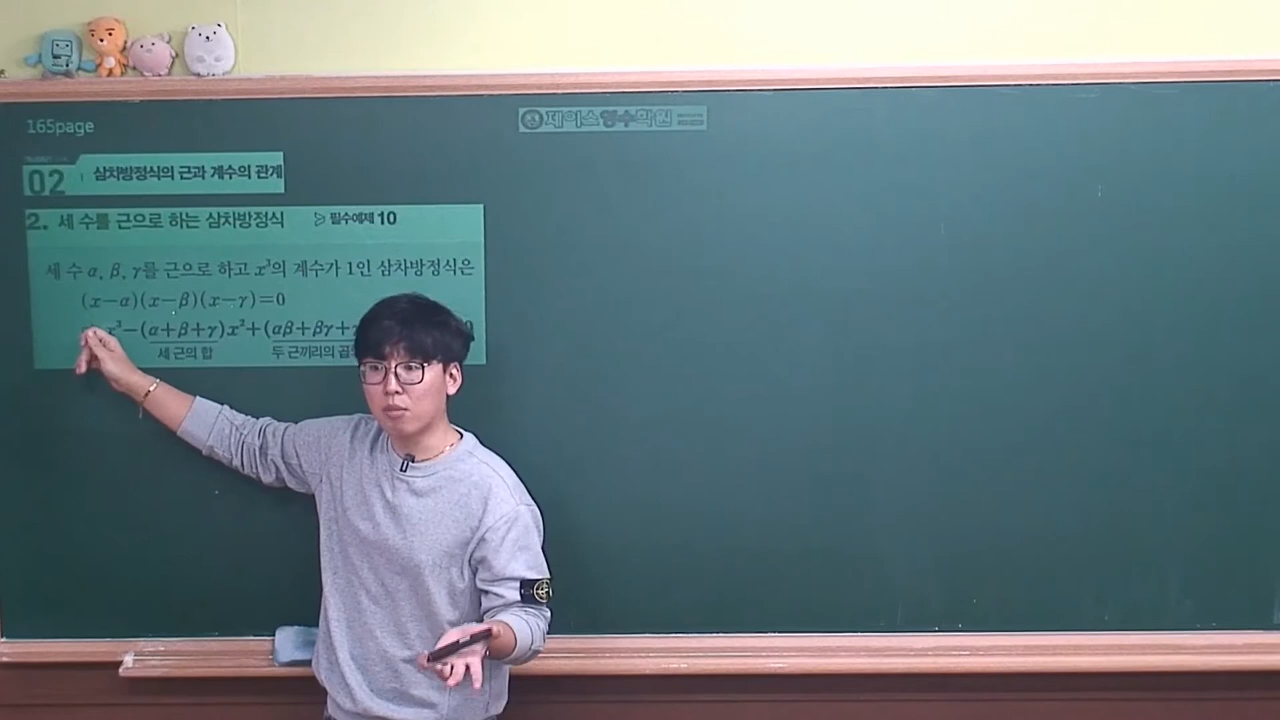 165page
제이스영수학원
02 삼차방정식의 근과 계수의 관계
2. 세 수를 근으로 하는 삼차방정식 ▷ 필수예제 10
세 수 α, β, γ를 근으로 하고 x³의 계수가 1인 삼차방정식은
(x−α)(x−β)(x−γ)=0
x³−(α+β+γ)x²+(αβ+βγ+
세 근의 합 두 근끼리의 곱